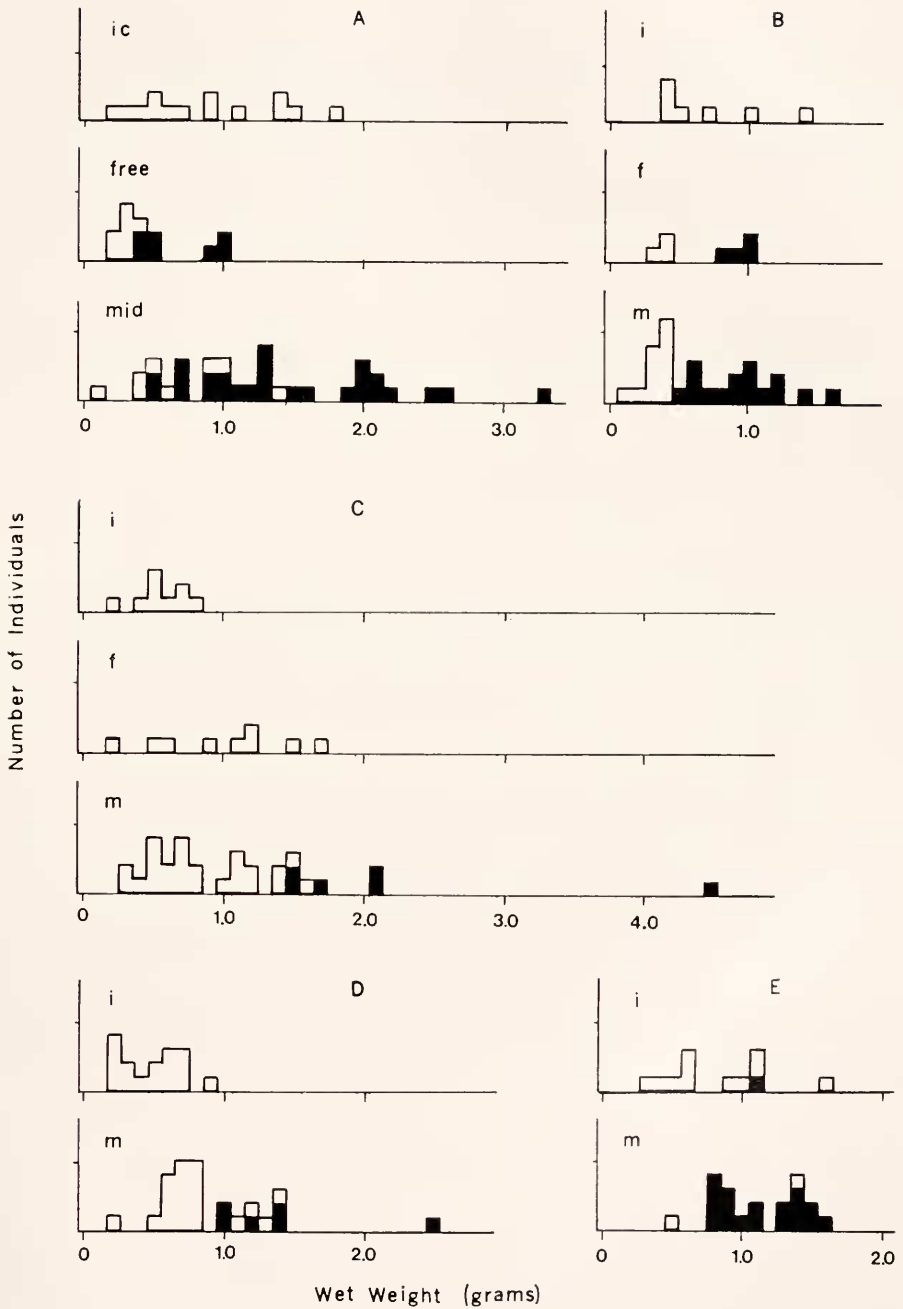 A
ic
free
mid
0 1.0 2.0 3.0
B
i
f
m
0 1.0
C
i
f
m
0 1.0 2.0 3.0 4.0
D
i
m
0 1.0 2.0
E
i
m
0 1.0 2.0
Number of Individuals
Wet Weight (grams)